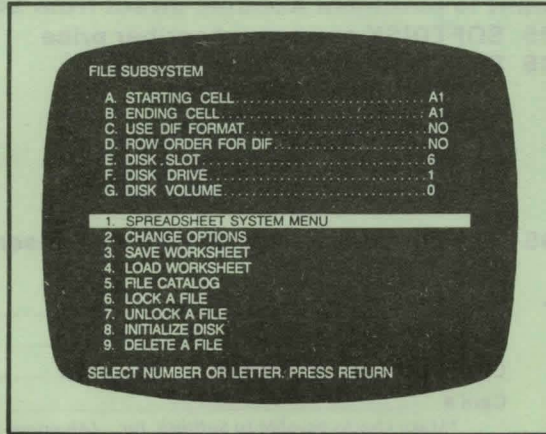 FILE SUBSYSTEM
A. STARTING CELL..............................A1
B. ENDING CELL................................A1
C. USE DIF FORMAT...........................NO
D. ROW ORDER FOR DIF.....................NO
E. DISK SLOT.....................................6
F. DISK DRIVE....................................1
G. DISK VOLUME.................................0
1. SPREADSHEET SYSTEM MENU
2. CHANGE OPTIONS
3. SAVE WORKSHEET
4. LOAD WORKSHEET
5. FILE CATALOG
6. LOCK A FILE
7. UNLOCK A FILE
8. INITIALIZE DISK
9. DELETE A FILE
SELECT NUMBER OR LETTER. PRESS RETURN